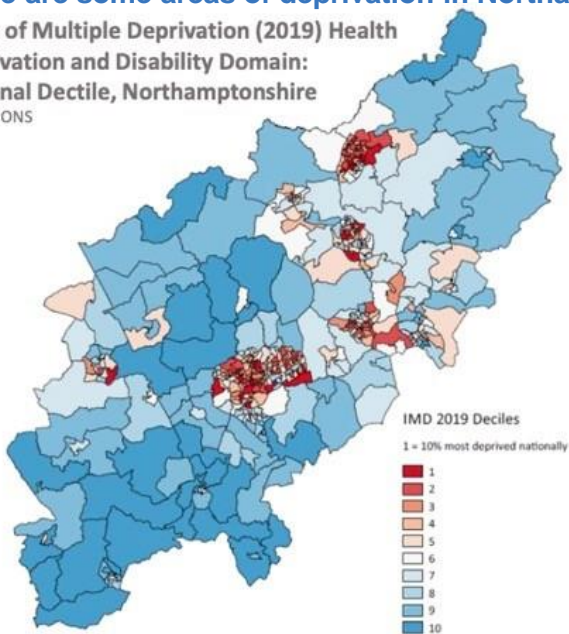 of Multiple Deprivation (2019) Health
vation and Disability Domain:
nal Dectile, Northamptonshire
ONS
IMD 2019 Deciles
1 = 10% most deprived nationally
1
2
3
4
5
6
7
8
9
10